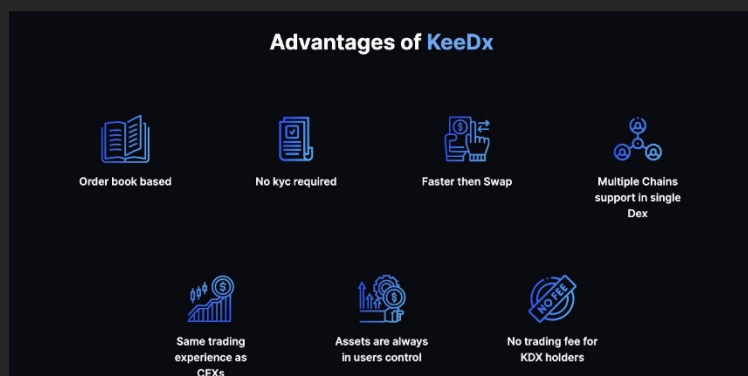 Advantages of KeeDx
Order book based
No kyc required
Faster then Swap
Multiple Chains
support in single
Dex
Same trading
experience as
CEXs
Assets are always
in users control
NO FEE
No trading fee for
KDX holders